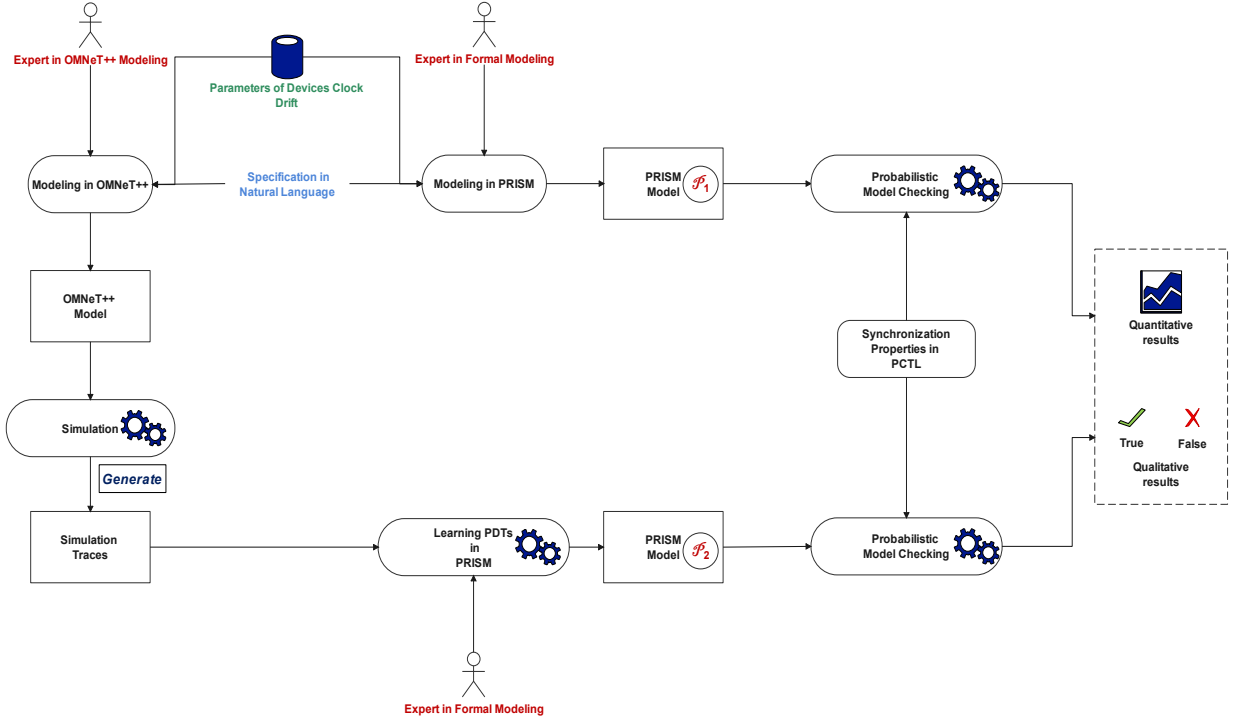 Expert in OMNeT++ Modeling
Parameters of Devices Clock
Drift
Expert in Formal Modeling
Modeling in OMNeT++
Specification in
Natural Language
Modeling in PRISM
PRISM
Model
𝒫1
Probabilistic
Model Checking
OMNeT++
Model
Synchronization
Properties in
PCTL
Quantitative
results
True
False
Qualitative
results
Simulation
Generate
Simulation
Traces
Learning PDTs
in
PRISM
PRISM
Model
𝒫2
Probabilistic
Model Checking
Expert in Formal Modeling